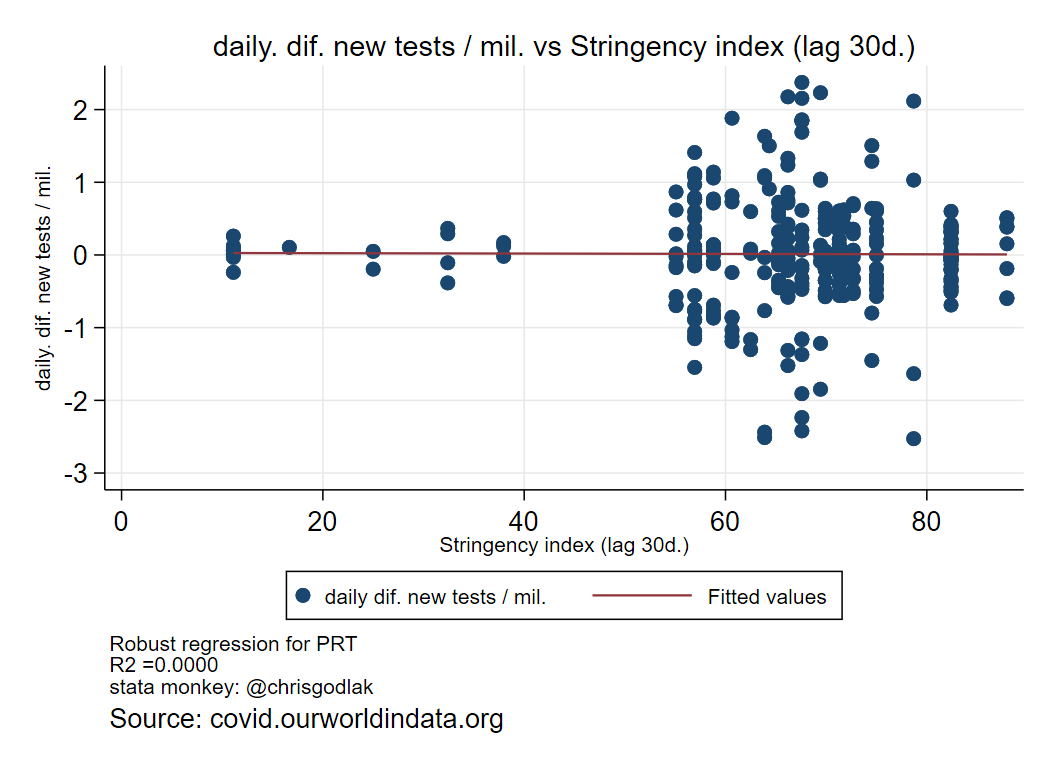 daily. dif. new tests / mil. vs Stringency index (lag 30d.)
daily. dif. new tests / mil.
2
1
0
-1
-2
-3
0 20 40 60 80
Stringency index (lag 30d.)
daily dif. new tests / mil. Fitted values
Robust regression for PRT
R2 =0.0000
stata monkey: @chrisgodlak
Source: covid.ourworldindata.org